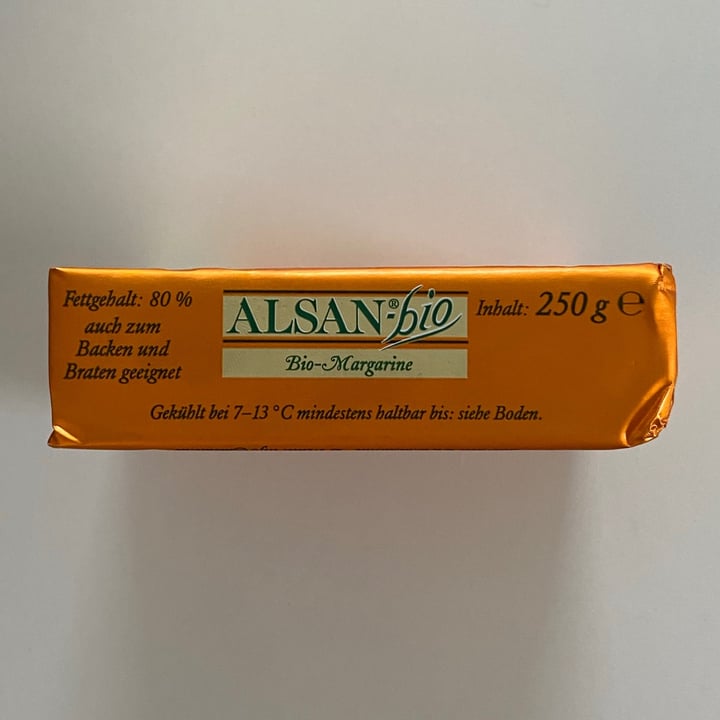 Fettgehalt: 80 %
auch zum
Backen und
Braten geeignet
ALSAN®-bio
Bio-Margarine
Inhalt: 250 g ℮
Gekühlt bei 7–13 °C mindestens haltbar bis: siehe Boden.